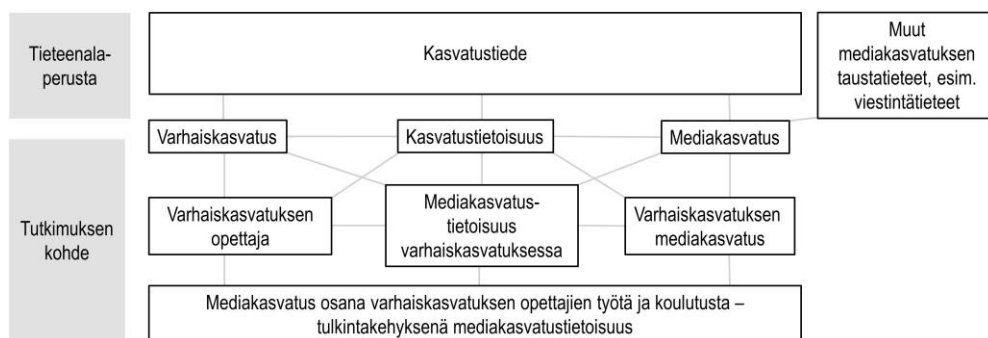 Tieteenala-
perusta
Kasvatustiede
Muut
mediakasvatuksen
taustatieteet, esim.
viestintätieteet
Varhaiskasvatus
Kasvatustietoisuus
Mediakasvatus
Tutkimuksen
kohde
Varhaiskasvatuksen
opettaja
Mediakasvatus-
tietoisuus
varhaiskasvatuksessa
Varhaiskasvatuksen
mediakasvatus
Mediakasvatus osana varhaiskasvatuksen opettajien työtä ja koulutusta –
tulkintakehyksenä mediakasvatustietoisuus